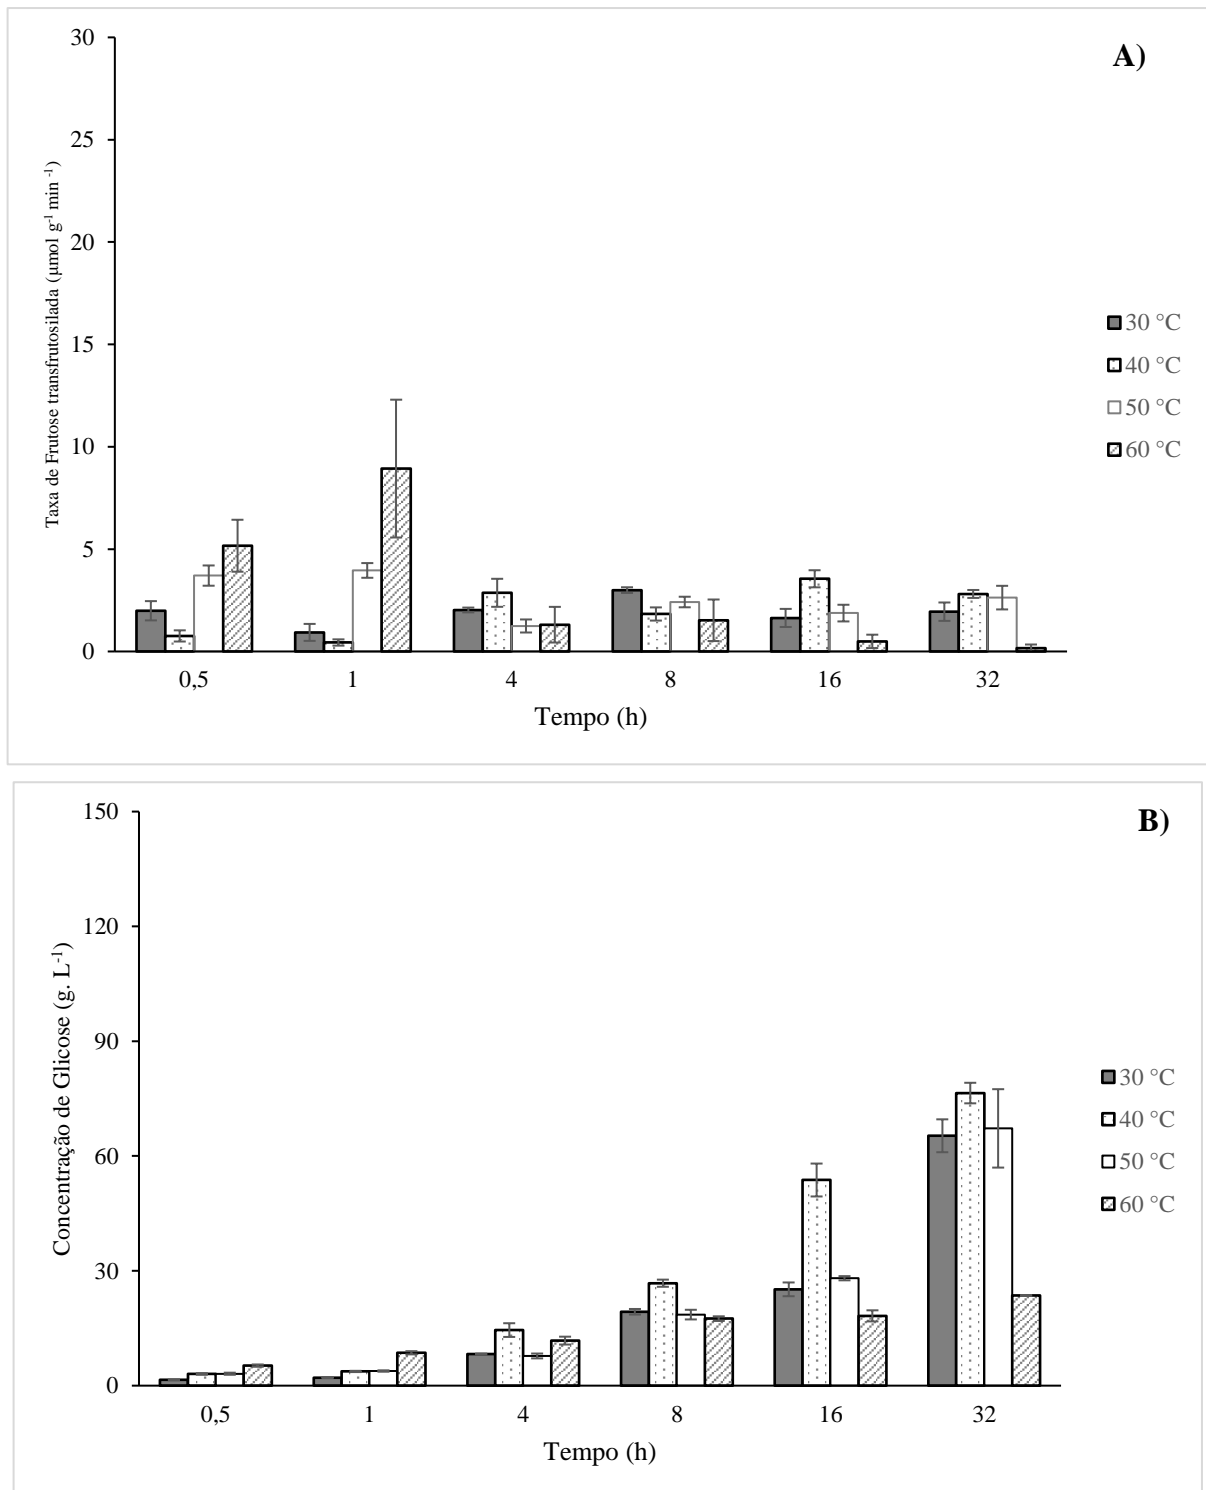 A)
30
25
20
15
10
5
0
Taxa de Frutose transfrutosilada (µmol g⁻¹ min ⁻¹)
0,5 1 4 8 16 32
Tempo (h)
30 °C
40 °C
50 °C
60 °C
B)
150
120
90
60
30
0
Concentração de Glicose (g. L⁻¹)
0,5 1 4 8 16 32
Tempo (h)
30 °C
40 °C
50 °C
60 °C